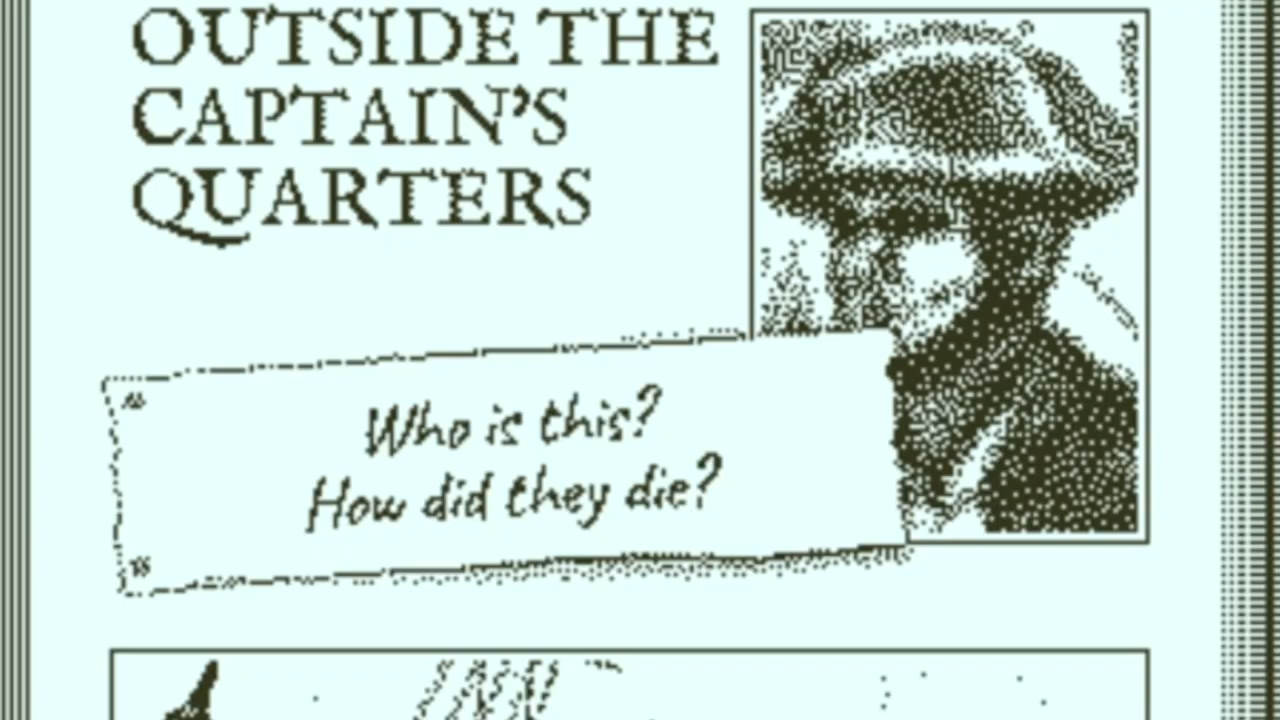 OUTSIDE THE
CAPTAIN'S
QUARTERS
Who is this?
How did they die?